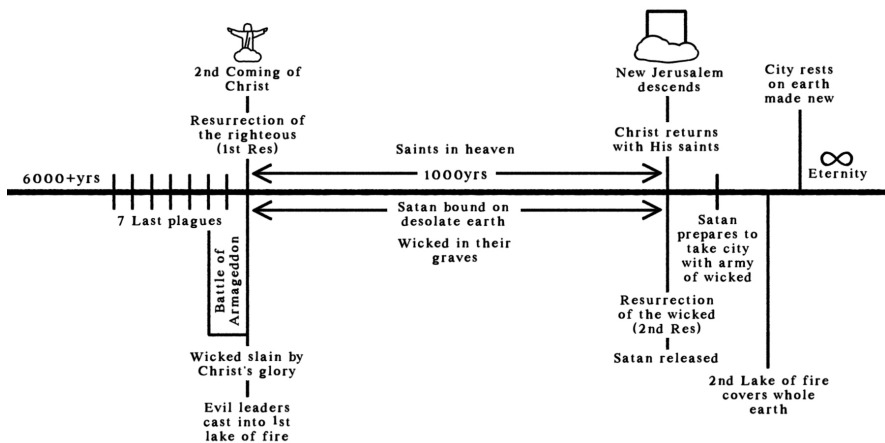 2nd Coming of
Christ
Resurrection of
the righteous
(1st Res)
New Jerusalem
descends
Christ returns
with His saints
City rests
on earth
made new
Eternity
6000+yrs
Saints in heaven
1000yrs
7 Last plagues
Battle of
Armageddon
Satan bound on
desolate earth
Wicked in their
graves
Satan
prepares to
take city
with army
of wicked
Resurrection
of the wicked
(2nd Res)
Satan released
Wicked slain by
Christ's glory
Evil leaders
cast into 1st
lake of fire
2nd Lake of fire
covers whole
earth